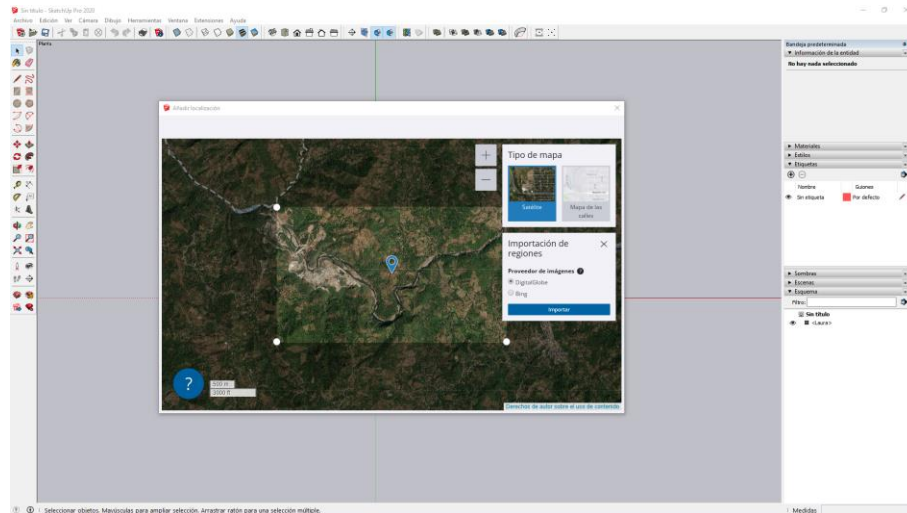 Sin título - SketchUp Pro 2020
Archivo Edición Ver Cámara Dibujo Herramientas Ventana Extensiones Ayuda
Planta
Añadir localización
Tipo de mapa
Satélite
Mapa de las calles
Importación de regiones
Proveedor de imágenes
DigitalGlobe
Bing
Importar
?
500 m
2000 ft
Derechos de autor sobre el uso de contenido
Bandeja predeterminada
Información de la entidad
No hay nada seleccionado
Materiales
Estilos
Etiquetas
Nombre Guiones
Sin etiqueta Por defecto
Sombras
Escenas
Esquema
Filtro:
Sin título
<Laura>
Seleccionar objetos. Mayúsculas para ampliar selección. Arrastrar ratón para una selección múltiple.
Medidas